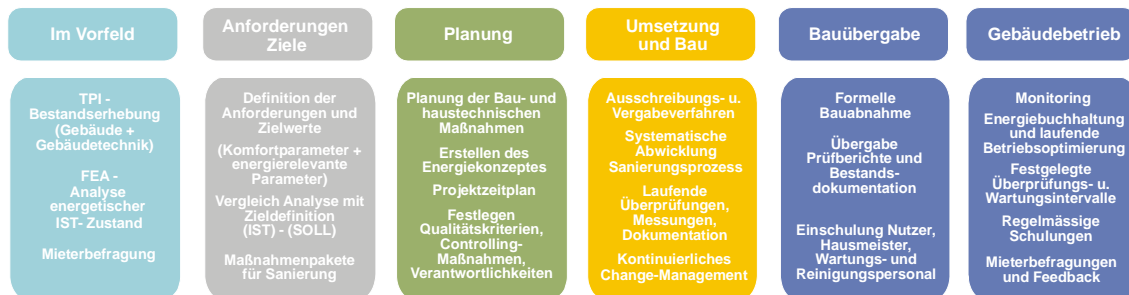 Im Vorfeld
TPI -
Bestandserhebung
(Gebäude +
Gebäudetechnik)
FEA -
Analyse
energetischer
IST- Zustand
Mieterbefragung
Anforderungen
Ziele
Definition der
Anforderungen und
Zielwerte
(Komfortparameter +
energierelevante
Parameter)
Vergleich Analyse mit
Zieldefinition
(IST) - (SOLL)
Maßnahmenpakete
für Sanierung
Planung
Planung der Bau- und
haustechnischen
Maßnahmen
Erstellen des
Energiekonzeptes
Projektzeitplan
Festlegen
Qualitätskriterien,
Controlling-
Maßnahmen,
Verantwortlichkeiten
Umsetzung
und Bau
Ausschreibungs- u.
Vergabeverfahren
Systematische
Abwicklung
Sanierungsprozess
Laufende
Überprüfungen,
Messungen,
Dokumentation
Kontinuierliches
Change-Management
Bauübergabe
Formelle
Bauabnahme
Übergabe
Prüfberichte und
Bestands-
dokumentation
Einschulung Nutzer,
Hausmeister,
Wartungs- und
Reinigungspersonal
Gebäudebetrieb
Monitoring
Energiebuchhaltung
und laufende
Betriebsoptimierung
Festgelegte
Überprüfungs- u.
Wartungsintervalle
Regelmässige
Schulungen
Mieterbefragungen
und Feedback